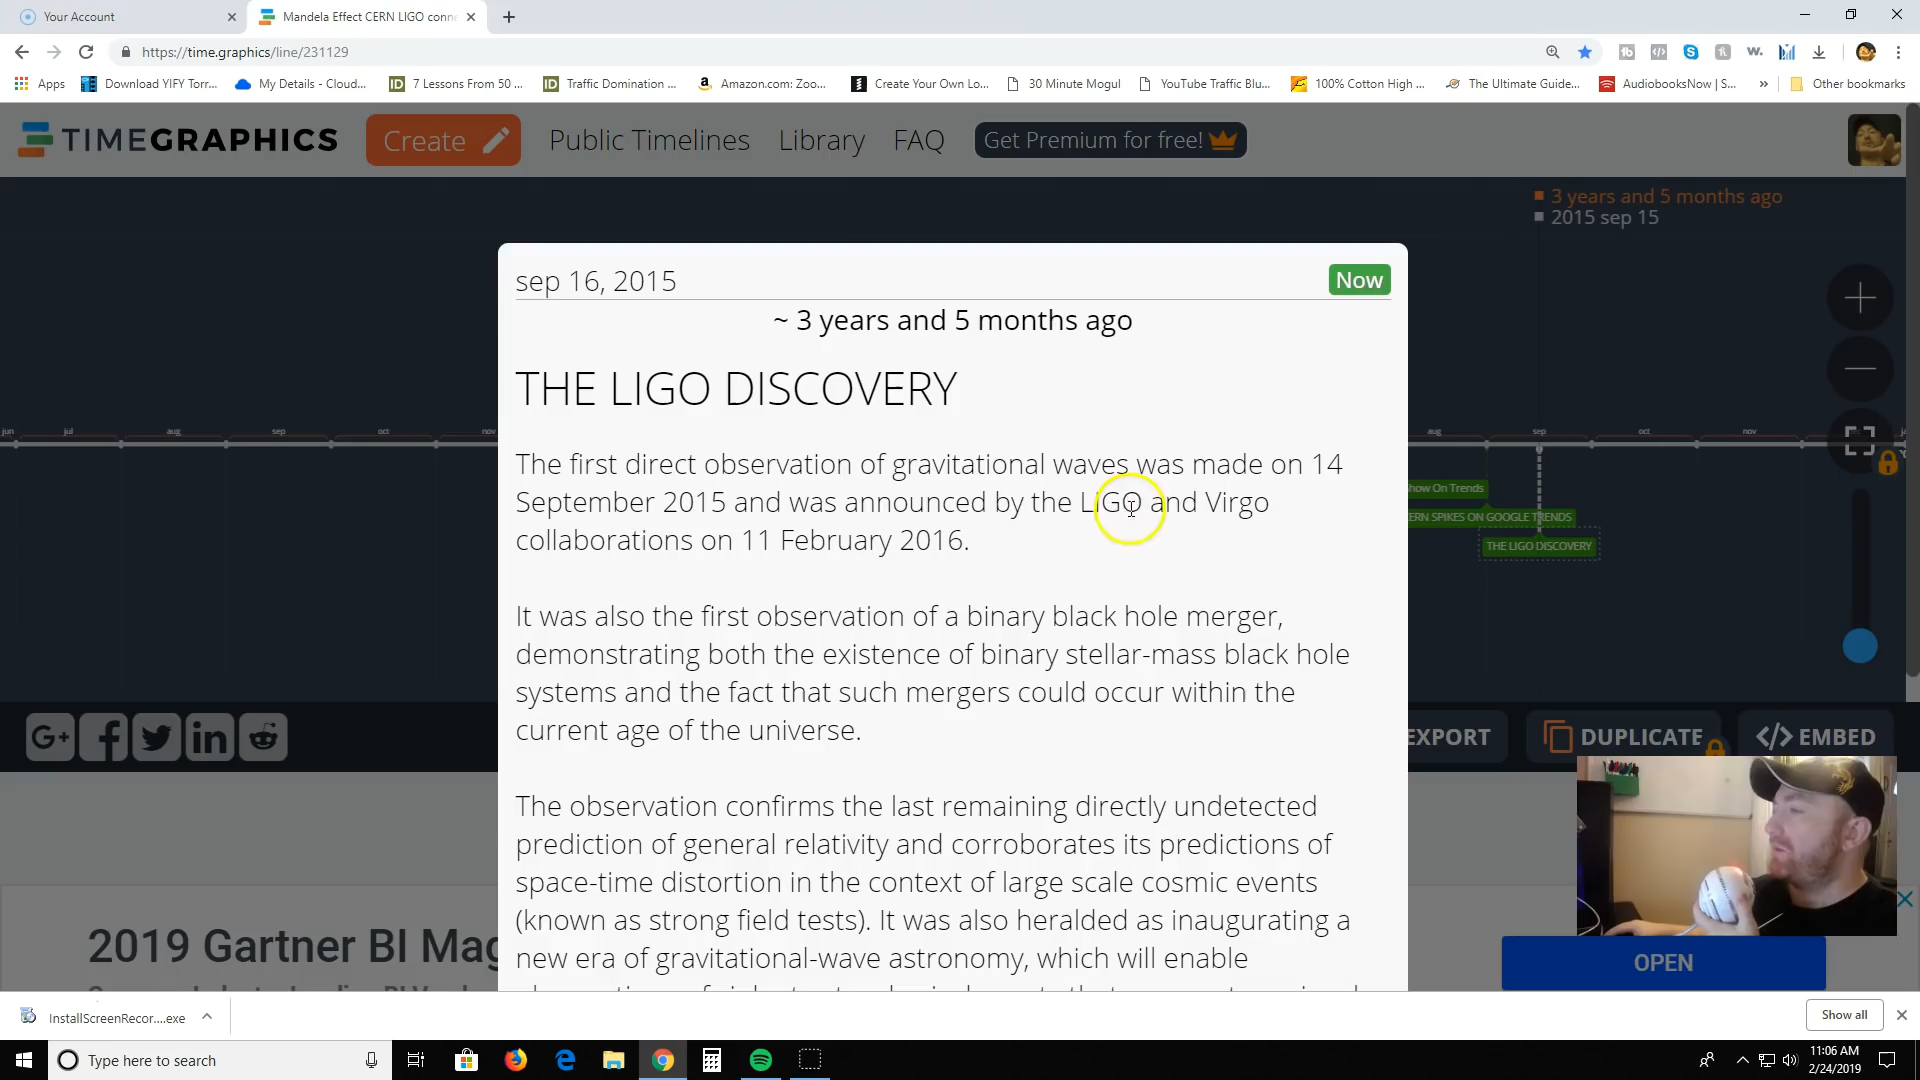 Your Account
Mandela Effect CERN LIGO conne
https://time.graphics/line/231129
Apps
Download YIFY Torr...
My Details - Cloud...
7 Lessons From 50 ...
Traffic Domination ...
Amazon.com: Zoo...
Create Your Own Lo...
30 Minute Mogul
YouTube Traffic Blu...
100% Cotton High ...
The Ultimate Guide...
AudiobooksNow | S...
Other bookmarks
TIMEGRAPHICS
Create
Public Timelines
Library
FAQ
Get Premium for free!
3 years and 5 months ago
2015 sep 15
sep 16, 2015
Now
~ 3 years and 5 months ago
THE LIGO DISCOVERY
The first direct observation of gravitational waves was made on 14
September 2015 and was announced by the LIGO and Virgo
collaborations on 11 February 2016.
It was also the first observation of a binary black hole merger,
demonstrating both the existence of binary stellar-mass black hole
systems and the fact that such mergers could occur within the
current age of the universe.
The observation confirms the last remaining directly undetected
prediction of general relativity and corroborates its predictions of
space-time distortion in the context of large scale cosmic events
(known as strong field tests). It was also heralded as inaugurating a
new era of gravitational-wave astronomy, which will enable
jun
jul
aug
sep
oct
nov
aug
sep
oct
nov
Show On Trends
ERN SPIKES ON GOOGLE TRENDS
THE LIGO DISCOVERY
G+
in
EXPORT
DUPLICATE
</> EMBED
2019 Gartner BI Mag
OPEN
InstallScreenRecor....exe
Show all
Type here to search
11:06 AM
2/24/2019